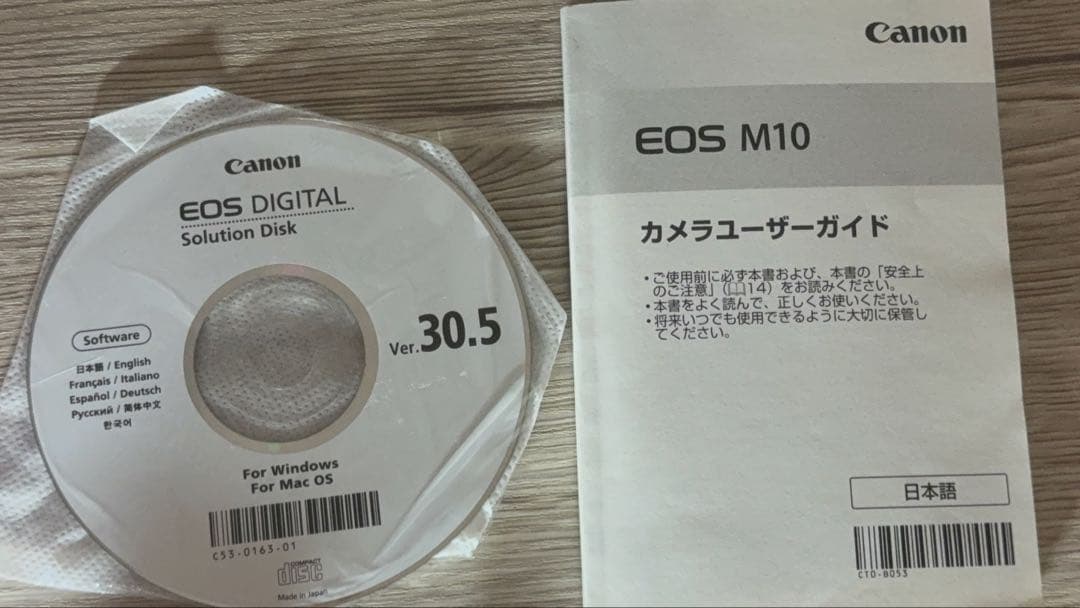 Canon
EOS DIGITAL
Solution Disk
Software
日本語 / English
Français / Italiano
Español / Deutsch
Русский / 简体中文
한국어
Ver.30.5
For Windows
For Mac OS
C53-0163-01
COMPACT
disc
Made in Japan
Canon
EOS M10
カメラユーザーガイド
・ご使用前に必ず本書および、本書の「安全上
のご注意」(14)をお読みください。
・本書をよく読んで、正しくお使いください。
・将来いつでも使用できるように大切に保管し
てください。
日本語
CT0-B053